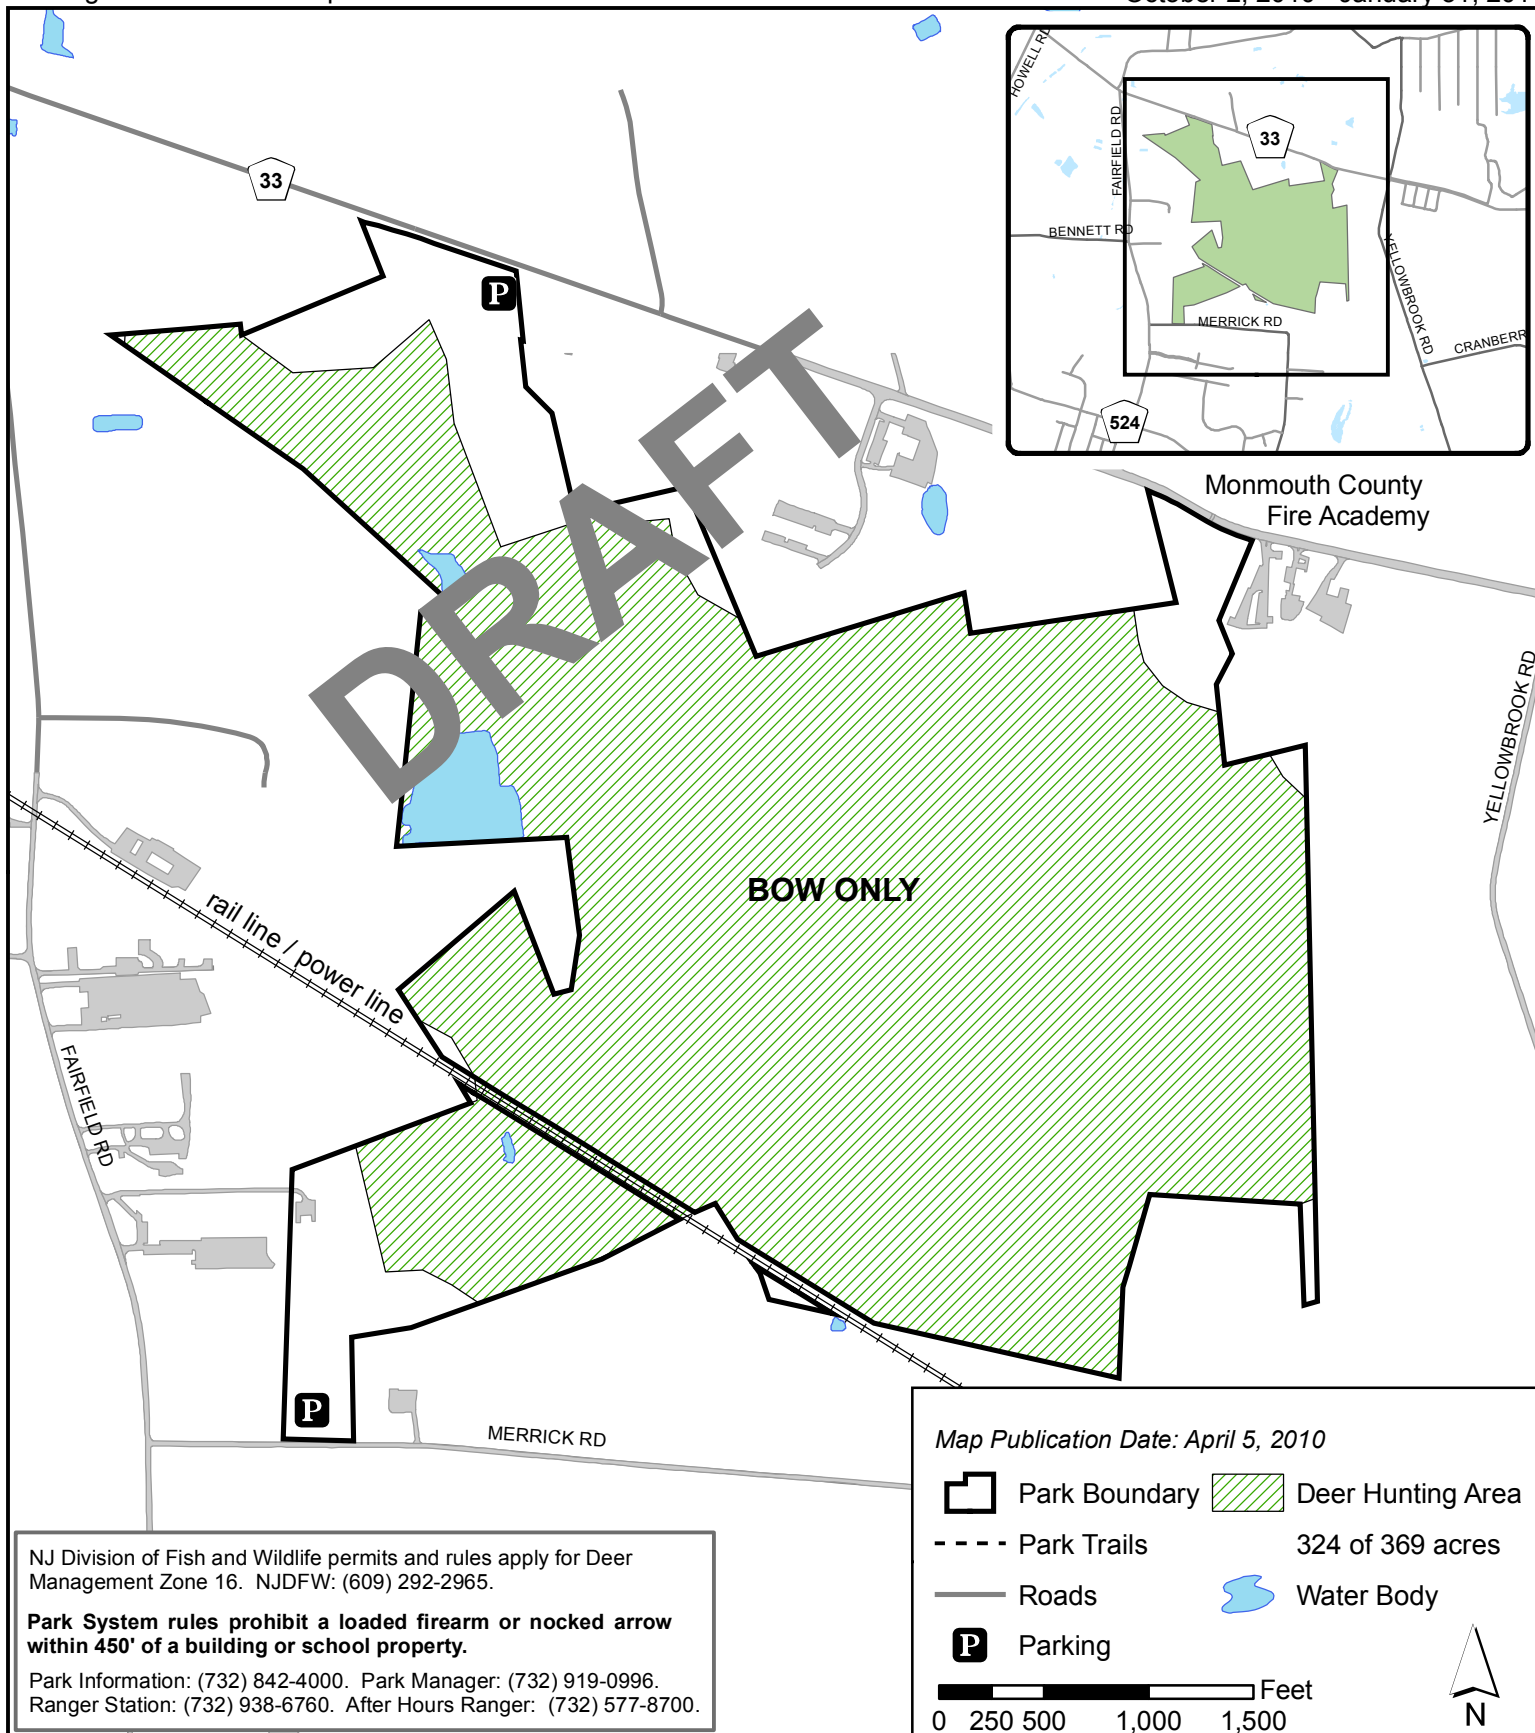 33
P
DRAFT
HOWELL RD
FAIRFIELD RD
33
BENNETT RD
YELLOWBROOK RD
MERRICK RD
CRANBERR
524
Monmouth County
Fire Academy
YELLOWBROOK RD
BOW ONLY
rail line / power line
FAIRFIELD RD
P
MERRICK RD
Map Publication Date: April 5, 2010
Park Boundary
Deer Hunting Area
Park Trails
324 of 369 acres
Roads
Water Body
P Parking
Feet
0 250 500 1,000 1,500
N
NJ Division of Fish and Wildlife permits and rules apply for Deer
Management Zone 16. NJDFW: (609) 292-2965.
Park System rules prohibit a loaded firearm or nocked arrow
within 450' of a building or school property.
Park Information: (732) 842-4000. Park Manager: (732) 919-0996.
Ranger Station: (732) 938-6760. After Hours Ranger: (732) 577-8700.